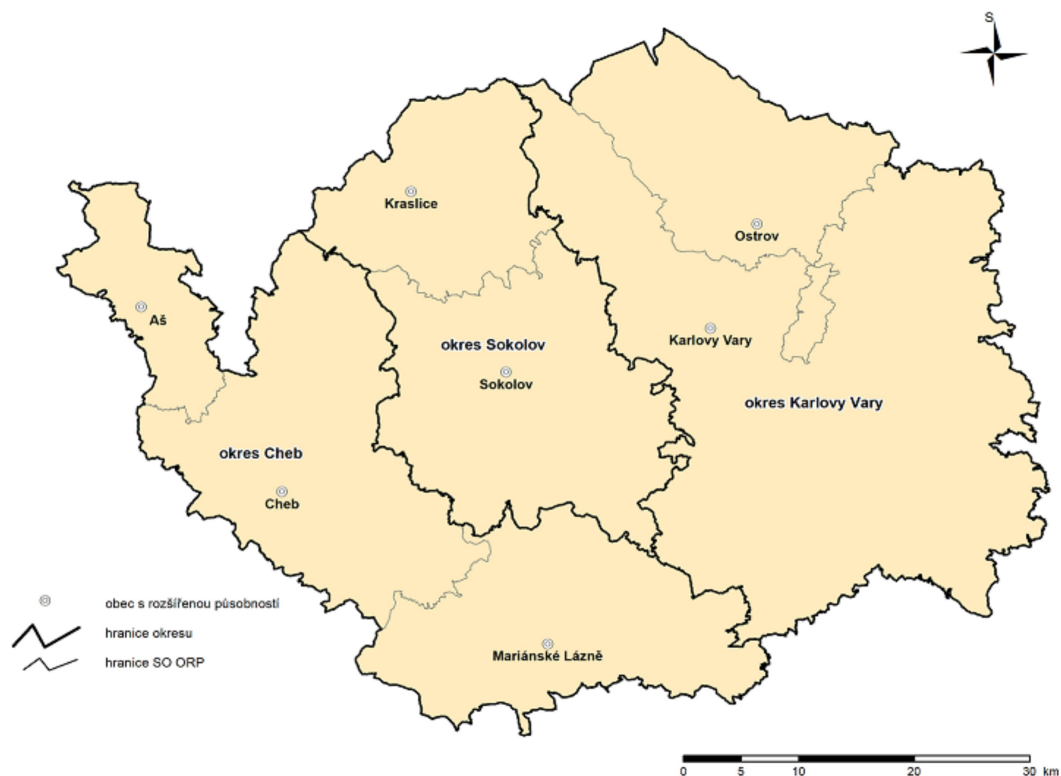 S
Kraslice
Ostrov
Aš
Karlovy Vary
okres Sokolov
Sokolov
okres Karlovy Vary
okres Cheb
Cheb
obec s rozšířenou působností
hranice okresu
hranice SO ORP
Mariánské Lázně
0 5 10 20 30 km